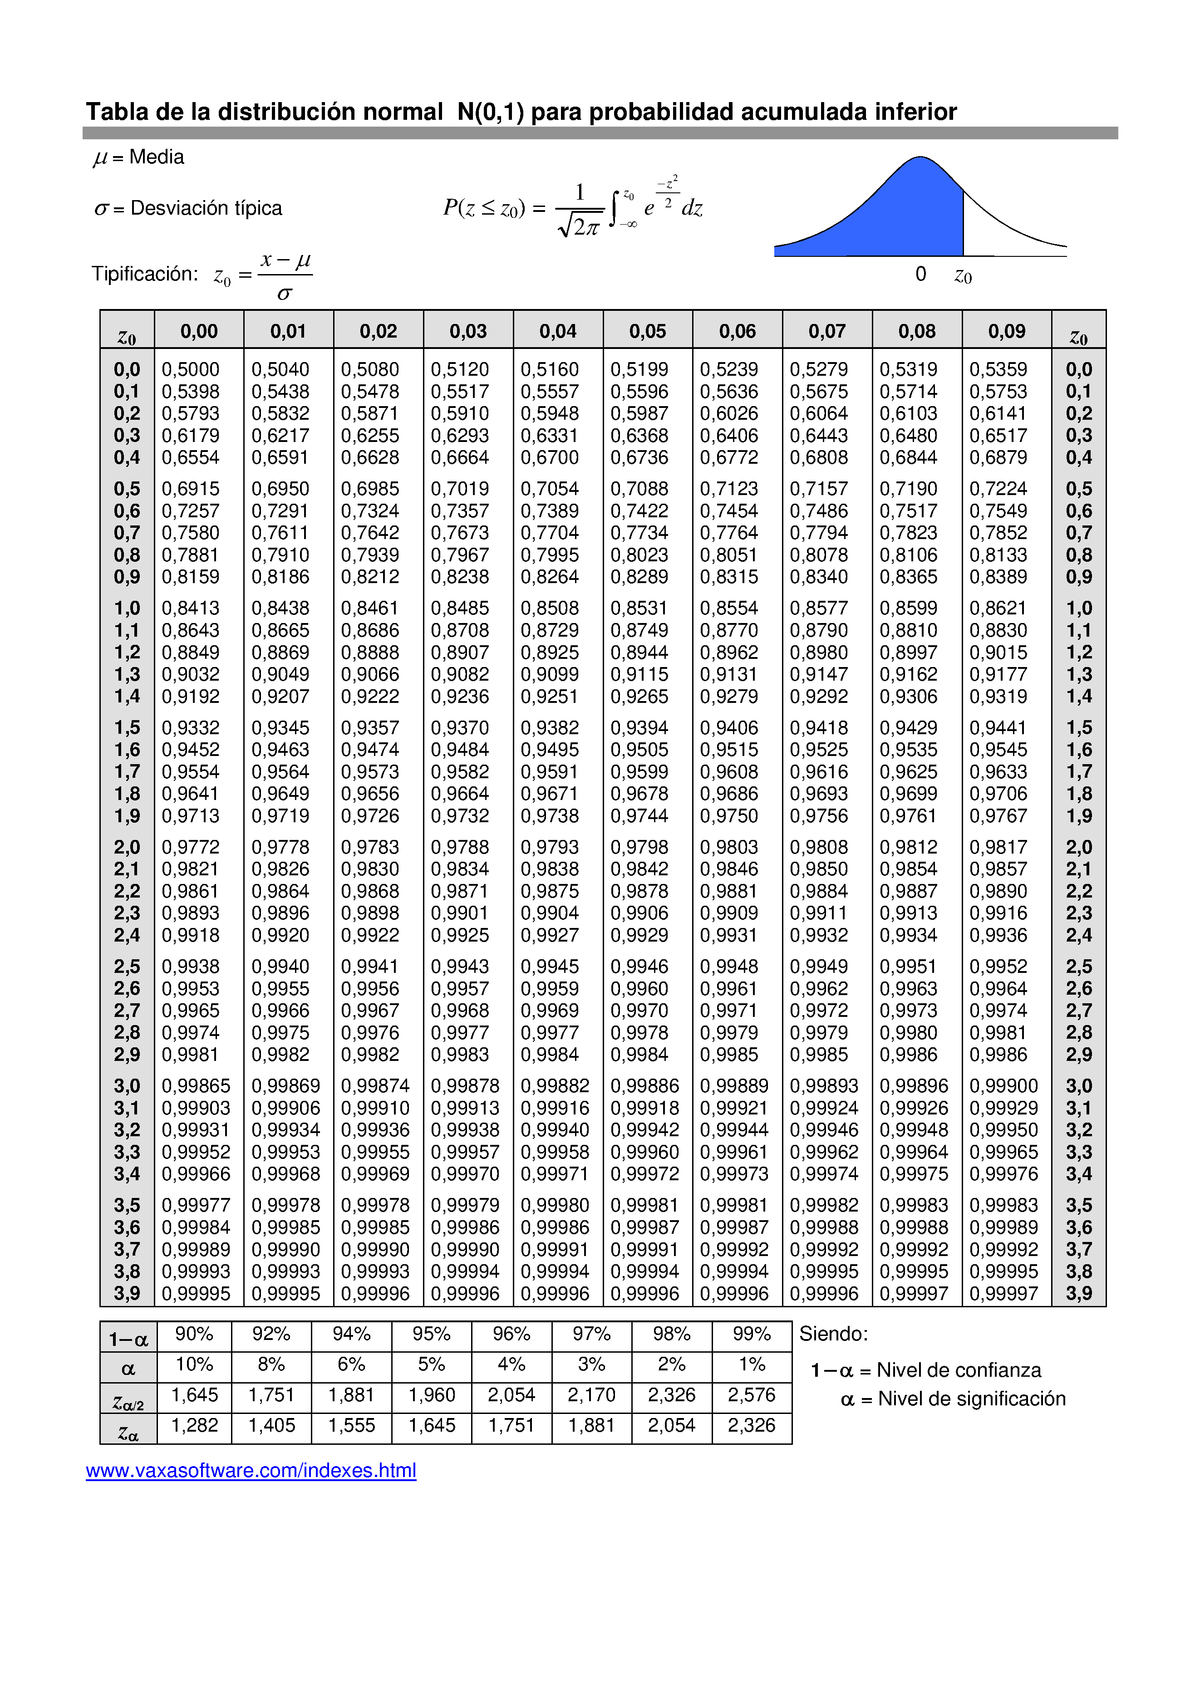 Tabla de la distribución normal N(0,1) para probabilidad acumulada inferior
μ = Media
σ = Desviación típica
P(z ≤ z₀) = 1/√(2π) ∫_{−∞}^{z₀} e^{−z²/2} dz
Tipificación: z₀ = (x − μ)/σ
0 z₀
z₀ 0,00 0,01 0,02 0,03 0,04 0,05 0,06 0,07 0,08 0,09 z₀
0,0 0,5000 0,5040 0,5080 0,5120 0,5160 0,5199 0,5239 0,5279 0,5319 0,5359 0,0
0,1 0,5398 0,5438 0,5478 0,5517 0,5557 0,5596 0,5636 0,5675 0,5714 0,5753 0,1
0,2 0,5793 0,5832 0,5871 0,5910 0,5948 0,5987 0,6026 0,6064 0,6103 0,6141 0,2
0,3 0,6179 0,6217 0,6255 0,6293 0,6331 0,6368 0,6406 0,6443 0,6480 0,6517 0,3
0,4 0,6554 0,6591 0,6628 0,6664 0,6700 0,6736 0,6772 0,6808 0,6844 0,6879 0,4
0,5 0,6915 0,6950 0,6985 0,7019 0,7054 0,7088 0,7123 0,7157 0,7190 0,7224 0,5
0,6 0,7257 0,7291 0,7324 0,7357 0,7389 0,7422 0,7454 0,7486 0,7517 0,7549 0,6
0,7 0,7580 0,7611 0,7642 0,7673 0,7704 0,7734 0,7764 0,7794 0,7823 0,7852 0,7
0,8 0,7881 0,7910 0,7939 0,7967 0,7995 0,8023 0,8051 0,8078 0,8106 0,8133 0,8
0,9 0,8159 0,8186 0,8212 0,8238 0,8264 0,8289 0,8315 0,8340 0,8365 0,8389 0,9
1,0 0,8413 0,8438 0,8461 0,8485 0,8508 0,8531 0,8554 0,8577 0,8599 0,8621 1,0
1,1 0,8643 0,8665 0,8686 0,8708 0,8729 0,8749 0,8770 0,8790 0,8810 0,8830 1,1
1,2 0,8849 0,8869 0,8888 0,8907 0,8925 0,8944 0,8962 0,8980 0,8997 0,9015 1,2
1,3 0,9032 0,9049 0,9066 0,9082 0,9099 0,9115 0,9131 0,9147 0,9162 0,9177 1,3
1,4 0,9192 0,9207 0,9222 0,9236 0,9251 0,9265 0,9279 0,9292 0,9306 0,9319 1,4
1,5 0,9332 0,9345 0,9357 0,9370 0,9382 0,9394 0,9406 0,9418 0,9429 0,9441 1,5
1,6 0,9452 0,9463 0,9474 0,9484 0,9495 0,9505 0,9515 0,9525 0,9535 0,9545 1,6
1,7 0,9554 0,9564 0,9573 0,9582 0,9591 0,9599 0,9608 0,9616 0,9625 0,9633 1,7
1,8 0,9641 0,9649 0,9656 0,9664 0,9671 0,9678 0,9686 0,9693 0,9699 0,9706 1,8
1,9 0,9713 0,9719 0,9726 0,9732 0,9738 0,9744 0,9750 0,9756 0,9761 0,9767 1,9
2,0 0,9772 0,9778 0,9783 0,9788 0,9793 0,9798 0,9803 0,9808 0,9812 0,9817 2,0
2,1 0,9821 0,9826 0,9830 0,9834 0,9838 0,9842 0,9846 0,9850 0,9854 0,9857 2,1
2,2 0,9861 0,9864 0,9868 0,9871 0,9875 0,9878 0,9881 0,9884 0,9887 0,9890 2,2
2,3 0,9893 0,9896 0,9898 0,9901 0,9904 0,9906 0,9909 0,9911 0,9913 0,9916 2,3
2,4 0,9918 0,9920 0,9922 0,9925 0,9927 0,9929 0,9931 0,9932 0,9934 0,9936 2,4
2,5 0,9938 0,9940 0,9941 0,9943 0,9945 0,9946 0,9948 0,9949 0,9951 0,9952 2,5
2,6 0,9953 0,9955 0,9956 0,9957 0,9959 0,9960 0,9961 0,9962 0,9963 0,9964 2,6
2,7 0,9965 0,9966 0,9967 0,9968 0,9969 0,9970 0,9971 0,9972 0,9973 0,9974 2,7
2,8 0,9974 0,9975 0,9976 0,9977 0,9977 0,9978 0,9979 0,9979 0,9980 0,9981 2,8
2,9 0,9981 0,9982 0,9982 0,9983 0,9984 0,9984 0,9985 0,9985 0,9986 0,9986 2,9
3,0 0,99865 0,99869 0,99874 0,99878 0,99882 0,99886 0,99889 0,99893 0,99896 0,99900 3,0
3,1 0,99903 0,99906 0,99910 0,99913 0,99916 0,99918 0,99921 0,99924 0,99926 0,99929 3,1
3,2 0,99931 0,99934 0,99936 0,99938 0,99940 0,99942 0,99944 0,99946 0,99948 0,99950 3,2
3,3 0,99952 0,99953 0,99955 0,99957 0,99958 0,99960 0,99961 0,99962 0,99964 0,99965 3,3
3,4 0,99966 0,99968 0,99969 0,99970 0,99971 0,99972 0,99973 0,99974 0,99975 0,99976 3,4
3,5 0,99977 0,99978 0,99978 0,99979 0,99980 0,99981 0,99981 0,99982 0,99983 0,99983 3,5
3,6 0,99984 0,99985 0,99985 0,99986 0,99986 0,99987 0,99987 0,99988 0,99988 0,99989 3,6
3,7 0,99989 0,99990 0,99990 0,99990 0,99991 0,99991 0,99992 0,99992 0,99992 0,99992 3,7
3,8 0,99993 0,99993 0,99993 0,99994 0,99994 0,99994 0,99994 0,99995 0,99995 0,99995 3,8
3,9 0,99995 0,99995 0,99996 0,99996 0,99996 0,99996 0,99996 0,99996 0,99997 0,99997 3,9
1−α 90% 92% 94% 95% 96% 97% 98% 99%
α 10% 8% 6% 5% 4% 3% 2% 1%
z_{α/2} 1,645 1,751 1,881 1,960 2,054 2,170 2,326 2,576
z_α 1,282 1,405 1,555 1,645 1,751 1,881 2,054 2,326
Siendo:
1−α = Nivel de confianza
α = Nivel de significación
www.vaxasoftware.com/indexes.html